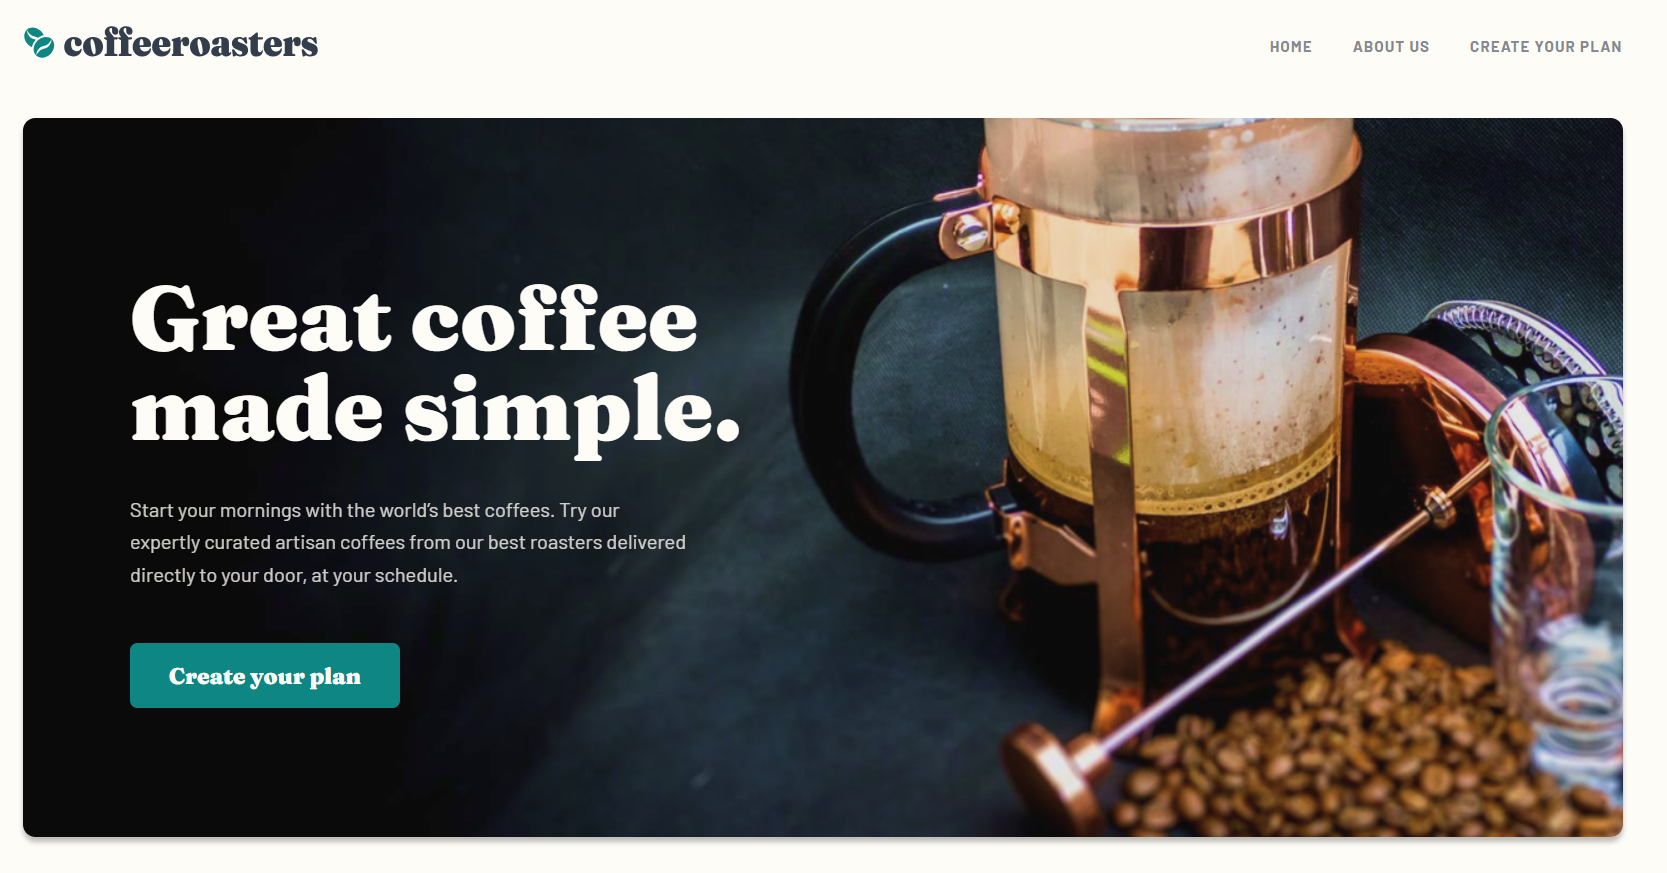 coffeeroasters
HOME
ABOUT US
CREATE YOUR PLAN
Great coffee
made simple.
Start your mornings with the world’s best coffees. Try our
expertly curated artisan coffees from our best roasters delivered
directly to your door, at your schedule.
Create your plan